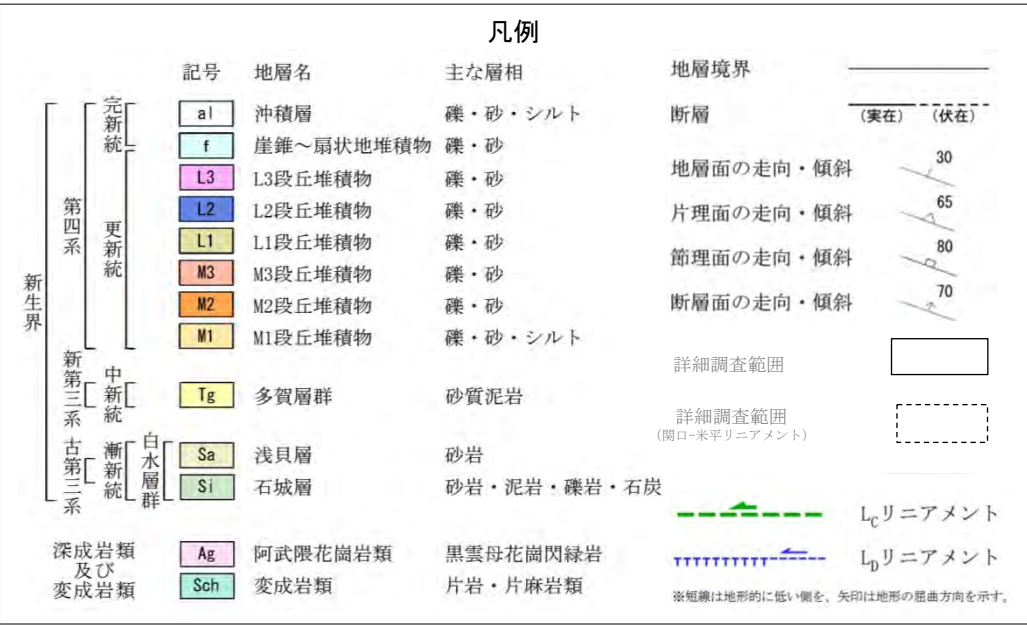 凡例
記号 地層名 主な層相
新生界
第四系
完新統
al 沖積層 礫・砂・シルト
f 崖錐～扇状地堆積物 礫・砂
更新統
L3 L3段丘堆積物 礫・砂
L2 L2段丘堆積物 礫・砂
L1 L1段丘堆積物 礫・砂
M3 M3段丘堆積物 礫・砂
M2 M2段丘堆積物 礫・砂
M1 M1段丘堆積物 礫・砂・シルト
新第三系
中新統
Tg 多賀層群 砂質泥岩
古第三系
漸新統
白水層群
Sa 浅貝層 砂岩
Si 石城層 砂岩・泥岩・礫岩・石炭
深成岩類
及び
変成岩類
Ag 阿武隈花崗岩類 黒雲母花崗閃緑岩
Sch 変成岩類 片岩・片麻岩類
地層境界
断層 (実在) (伏在)
地層面の走向・傾斜 30
片理面の走向・傾斜 65
節理面の走向・傾斜 80
断層面の走向・傾斜 70
詳細調査範囲
詳細調査範囲
(関口-米平リニアメント)
LCリニアメント
LDリニアメント
※短線は地形的に低い側を、矢印は地形の屈曲方向を示す。